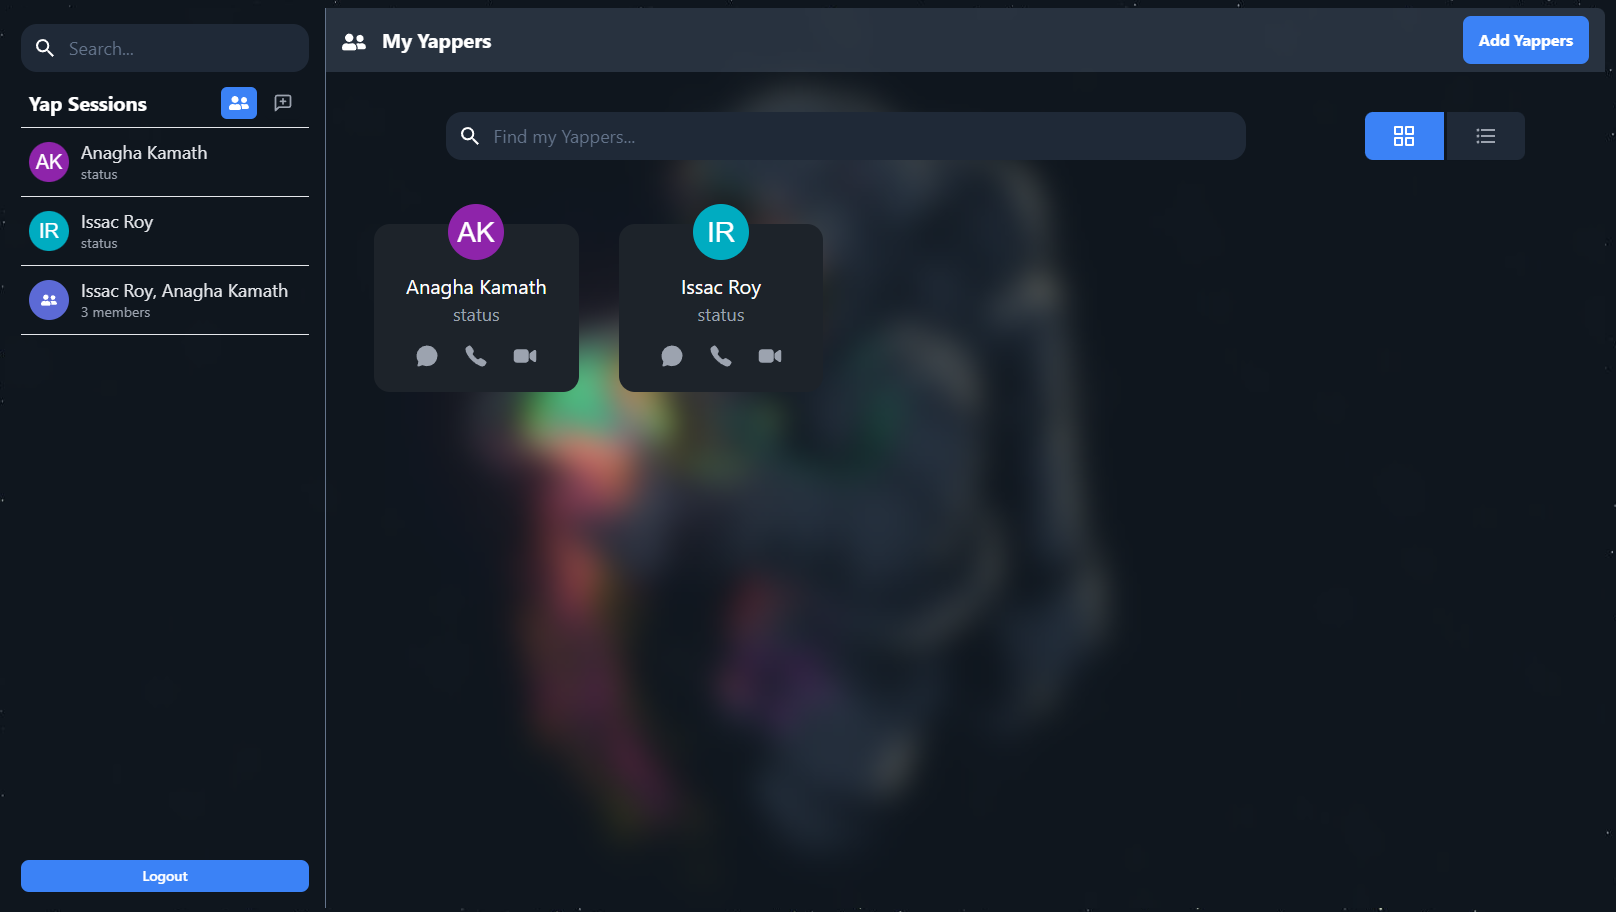 Search...
Yap Sessions
AK
Anagha Kamath
status
IR
Issac Roy
status
Issac Roy, Anagha Kamath
3 members
Logout
My Yappers
Add Yappers
Find my Yappers...
AK
Anagha Kamath
status
IR
Issac Roy
status